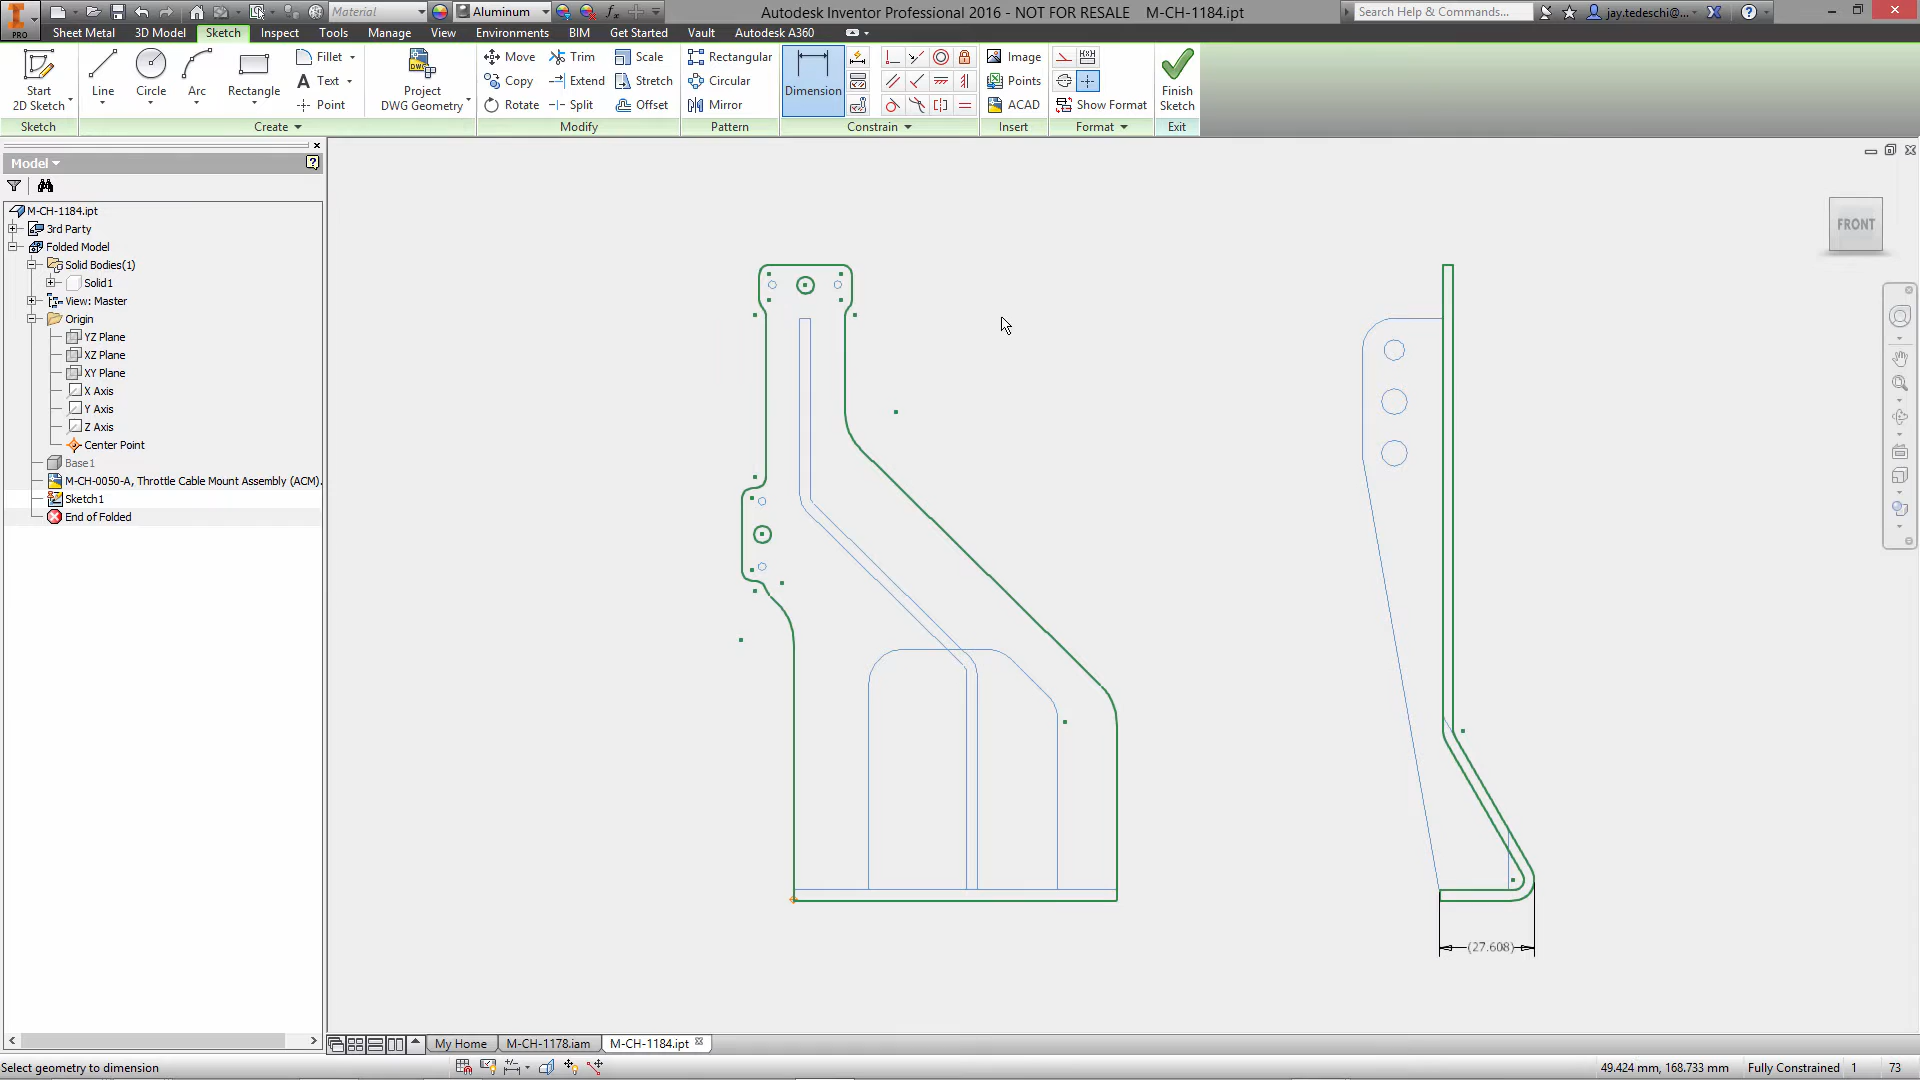 Material
Aluminum
Autodesk Inventor Professional 2016 - NOT FOR RESALE M-CH-1184.ipt
Search Help & Commands...
jay.tedeschi@...
PRO
Sheet Metal
3D Model
Sketch
Inspect
Tools
Manage
View
Environments
BIM
Get Started
Vault
Autodesk A360
Start
2D Sketch
Line
Circle
Arc
Rectangle
Fillet
Text
Point
Project
DWG Geometry
Move
Copy
Rotate
Trim
Extend
Split
Scale
Stretch
Offset
Rectangular
Circular
Mirror
Dimension
Image
Points
ACAD
Show Format
Finish
Sketch
Sketch
Create
Modify
Pattern
Constrain
Insert
Format
Exit
Model
M-CH-1184.ipt
3rd Party
Folded Model
Solid Bodies(1)
Solid1
View: Master
Origin
YZ Plane
XZ Plane
XY Plane
X Axis
Y Axis
Z Axis
Center Point
Base1
M-CH-0050-A, Throttle Cable Mount Assembly (ACM).
Sketch1
End of Folded
FRONT
(27.608)
My Home
M-CH-1178.iam
M-CH-1184.ipt
Select geometry to dimension
49.424 mm, 168.733 mm
Fully Constrained
1
73